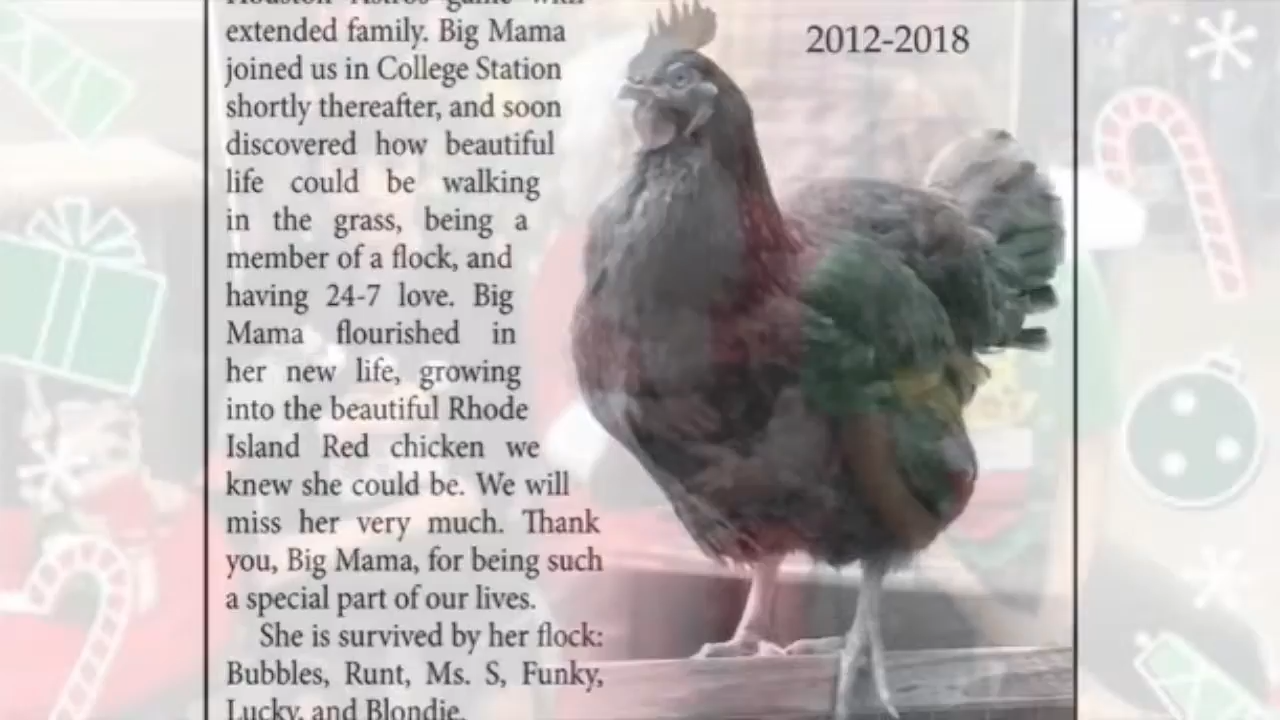 Houston Astros game with
extended family. Big Mama
joined us in College Station
shortly thereafter, and soon
discovered how beautiful
life could be walking
in the grass, being a
member of a flock, and
having 24-7 love. Big
Mama flourished in
her new life, growing
into the beautiful Rhode
Island Red chicken we
knew she could be. We will
miss her very much. Thank
you, Big Mama, for being such
a special part of our lives.
She is survived by her flock:
Bubbles, Runt, Ms. S, Funky,
Lucky, and Blondie.
2012-2018